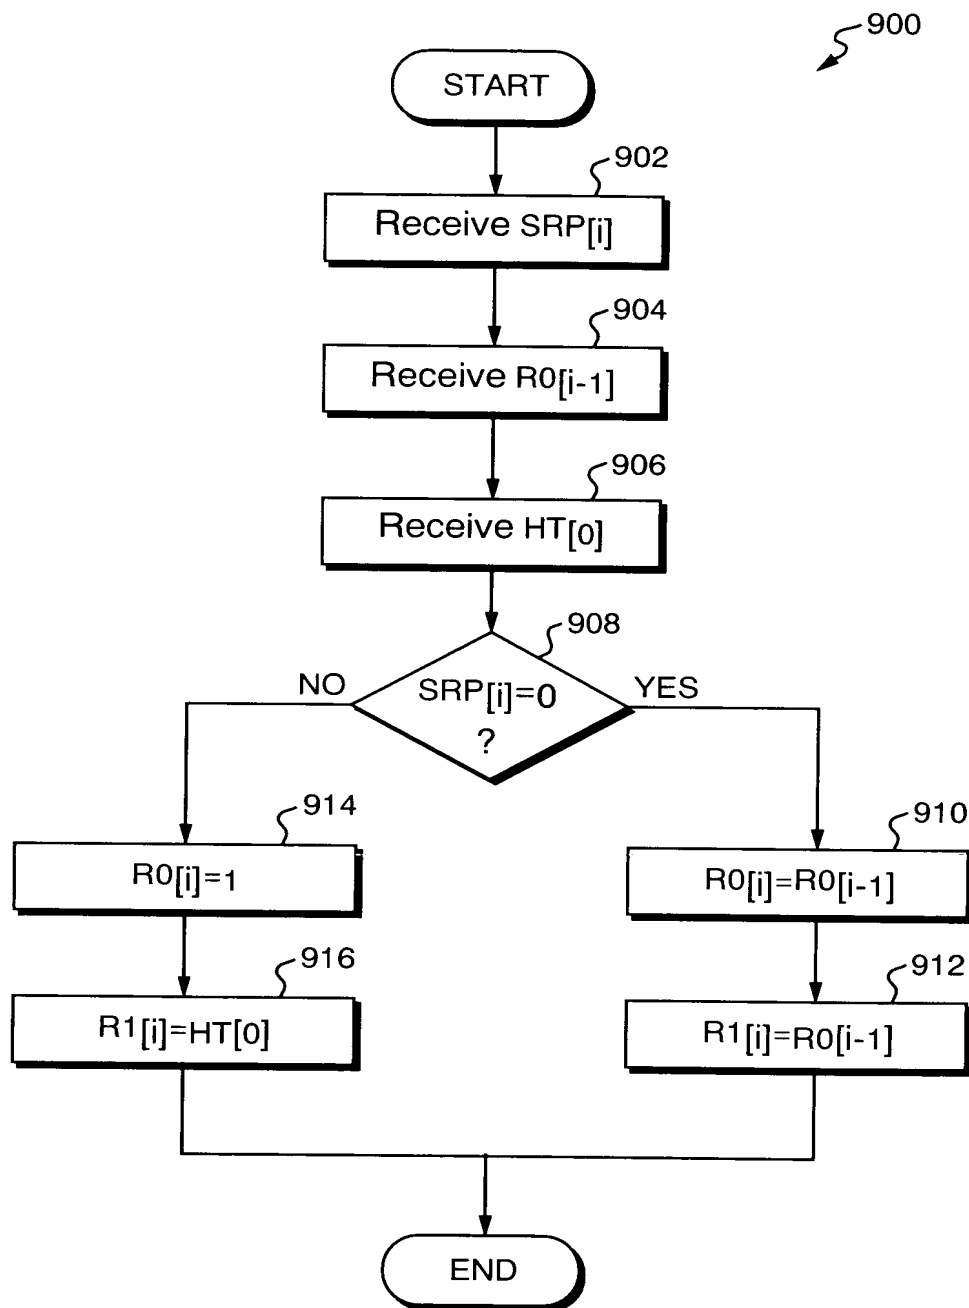 900
START
902
Receive SRP[i]
904
Receive R0[i-1]
906
Receive HT[0]
908
SRP[i]=0
?
NO
YES
914
R0[i]=1
916
R1[i]=HT[0]
910
R0[i]=R0[i-1]
912
R1[i]=R0[i-1]
END